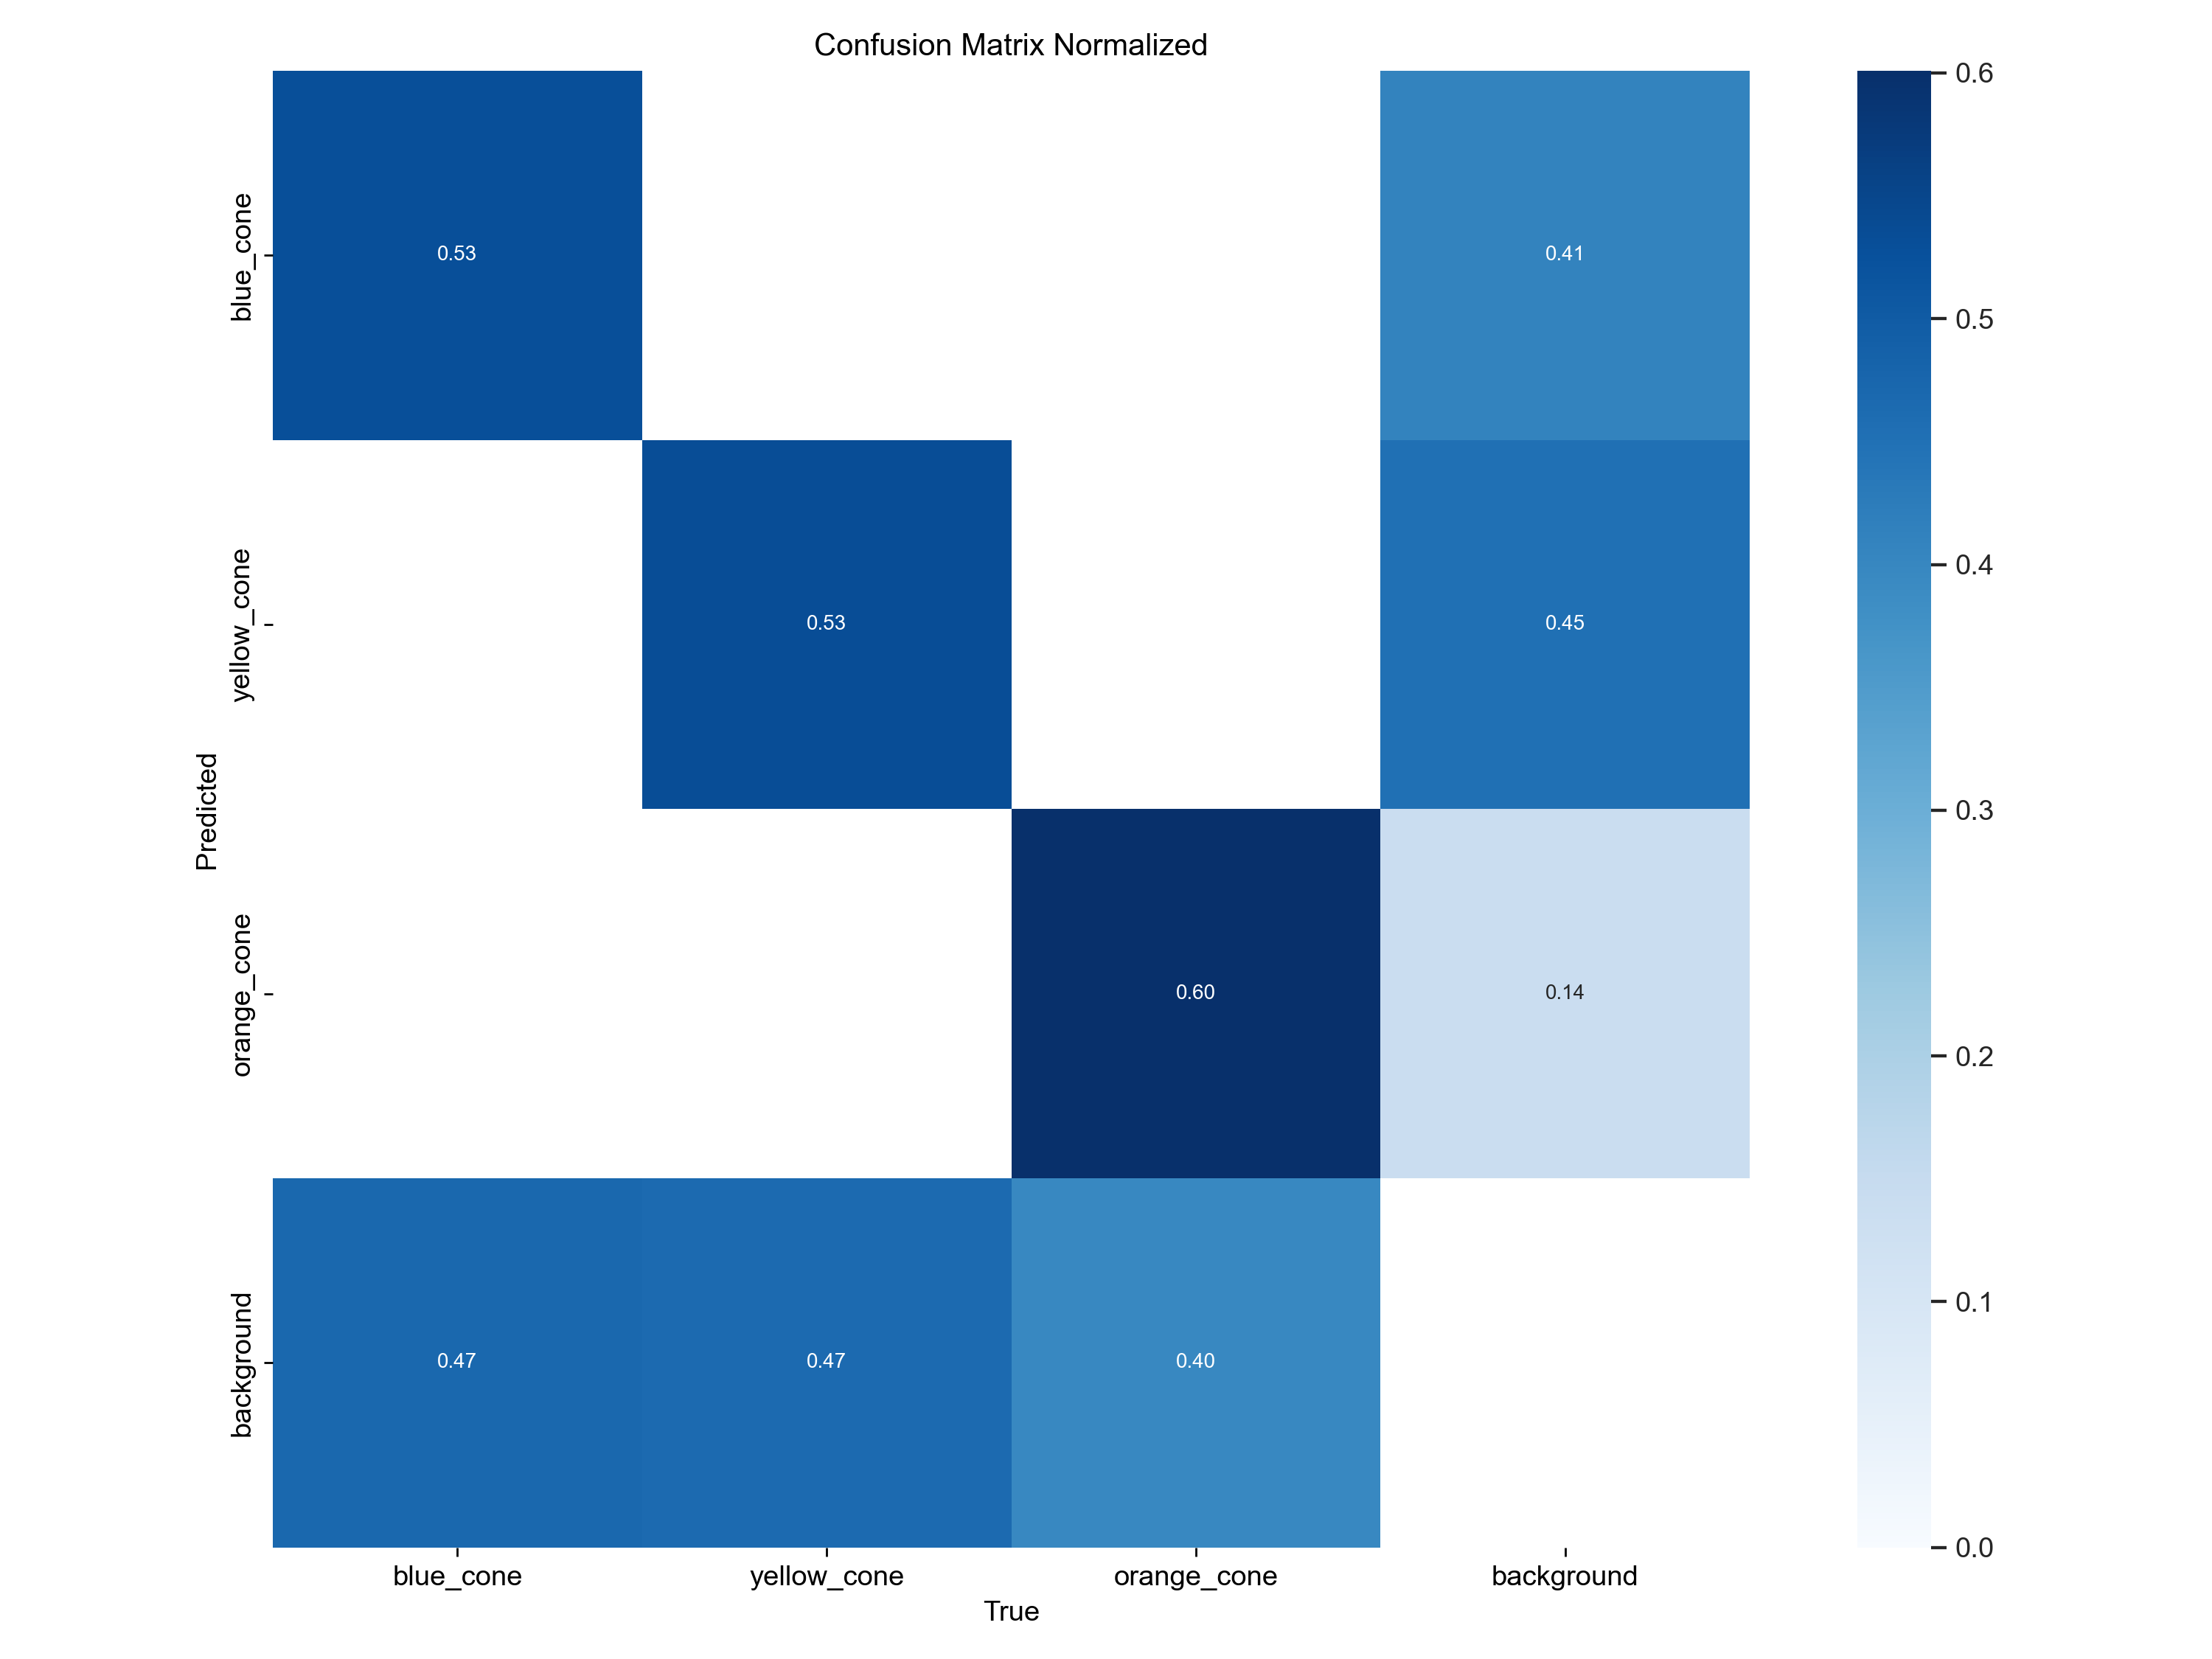 Confusion Matrix Normalized
blue_cone
0.53
0.41
yellow_cone
0.53
0.45
orange_cone
0.60
0.14
background
0.47
0.47
0.40
Predicted
blue_cone
yellow_cone
orange_cone
background
True
0.6
0.5
0.4
0.3
0.2
0.1
0.0